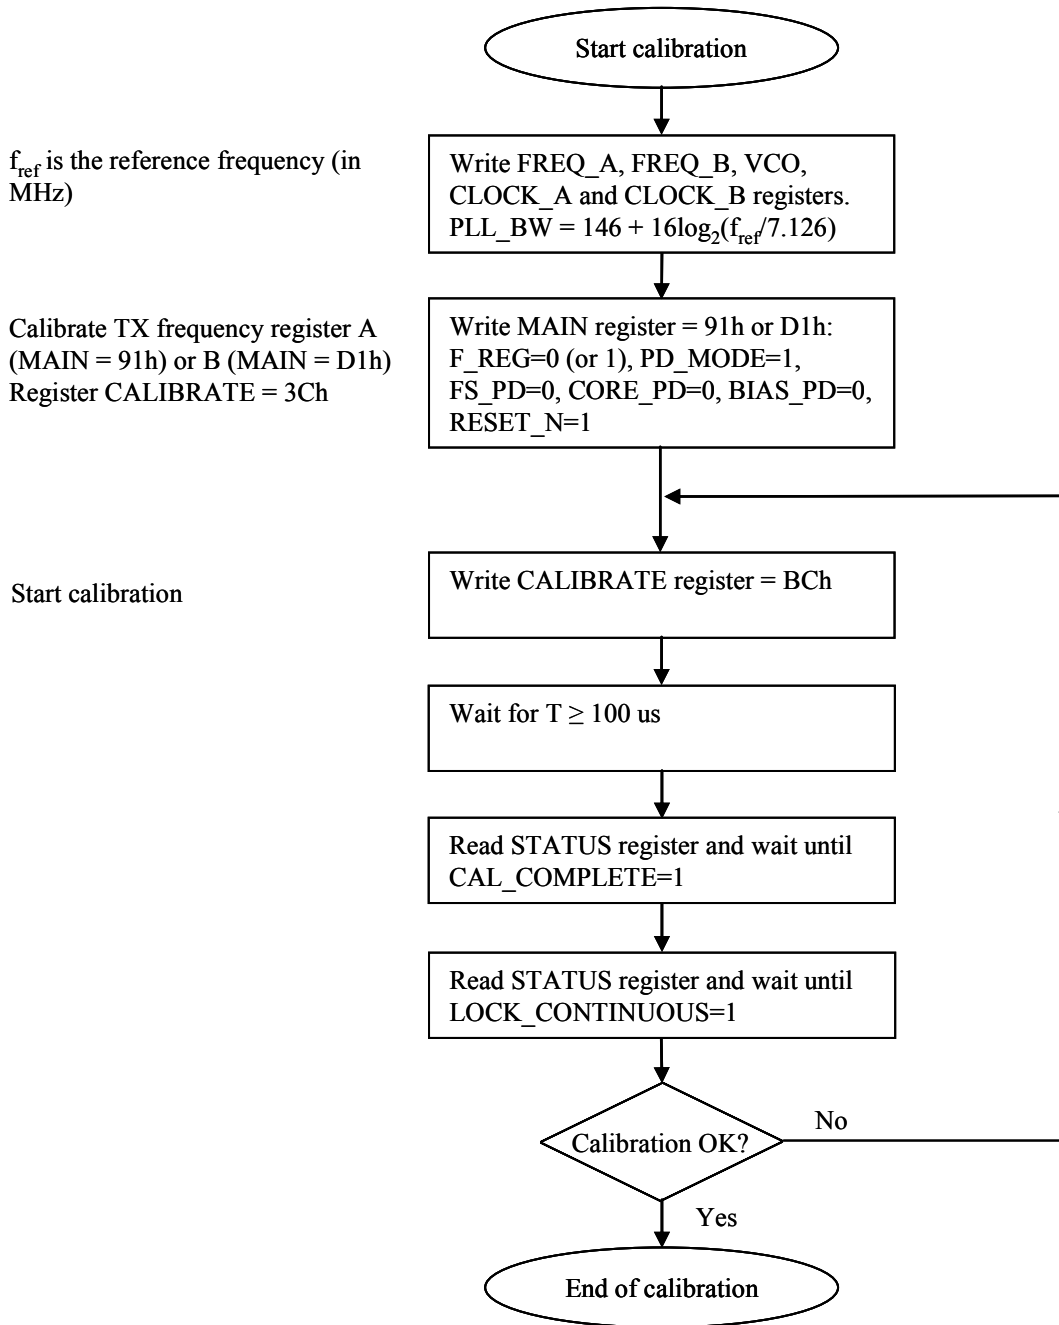 Start calibration
f_ref is the reference frequency (in
MHz)
Write FREQ_A, FREQ_B, VCO,
CLOCK_A and CLOCK_B registers.
PLL_BW = 146 + 16log₂(f_ref/7.126)
Calibrate TX frequency register A
(MAIN = 91h) or B (MAIN = D1h)
Register CALIBRATE = 3Ch
Write MAIN register = 91h or D1h:
F_REG=0 (or 1), PD_MODE=1,
FS_PD=0, CORE_PD=0, BIAS_PD=0,
RESET_N=1
Start calibration
Write CALIBRATE register = BCh
Wait for T ≥ 100 us
Read STATUS register and wait until
CAL_COMPLETE=1
Read STATUS register and wait until
LOCK_CONTINUOUS=1
Calibration OK?
No
Yes
End of calibration